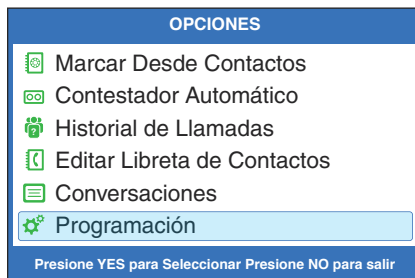 OPCIONES
Marcar Desde Contactos
Contestador Automático
Historial de Llamadas
Editar Libreta de Contactos
Conversaciones
Programación
Presione YES para Seleccionar Presione NO para salir